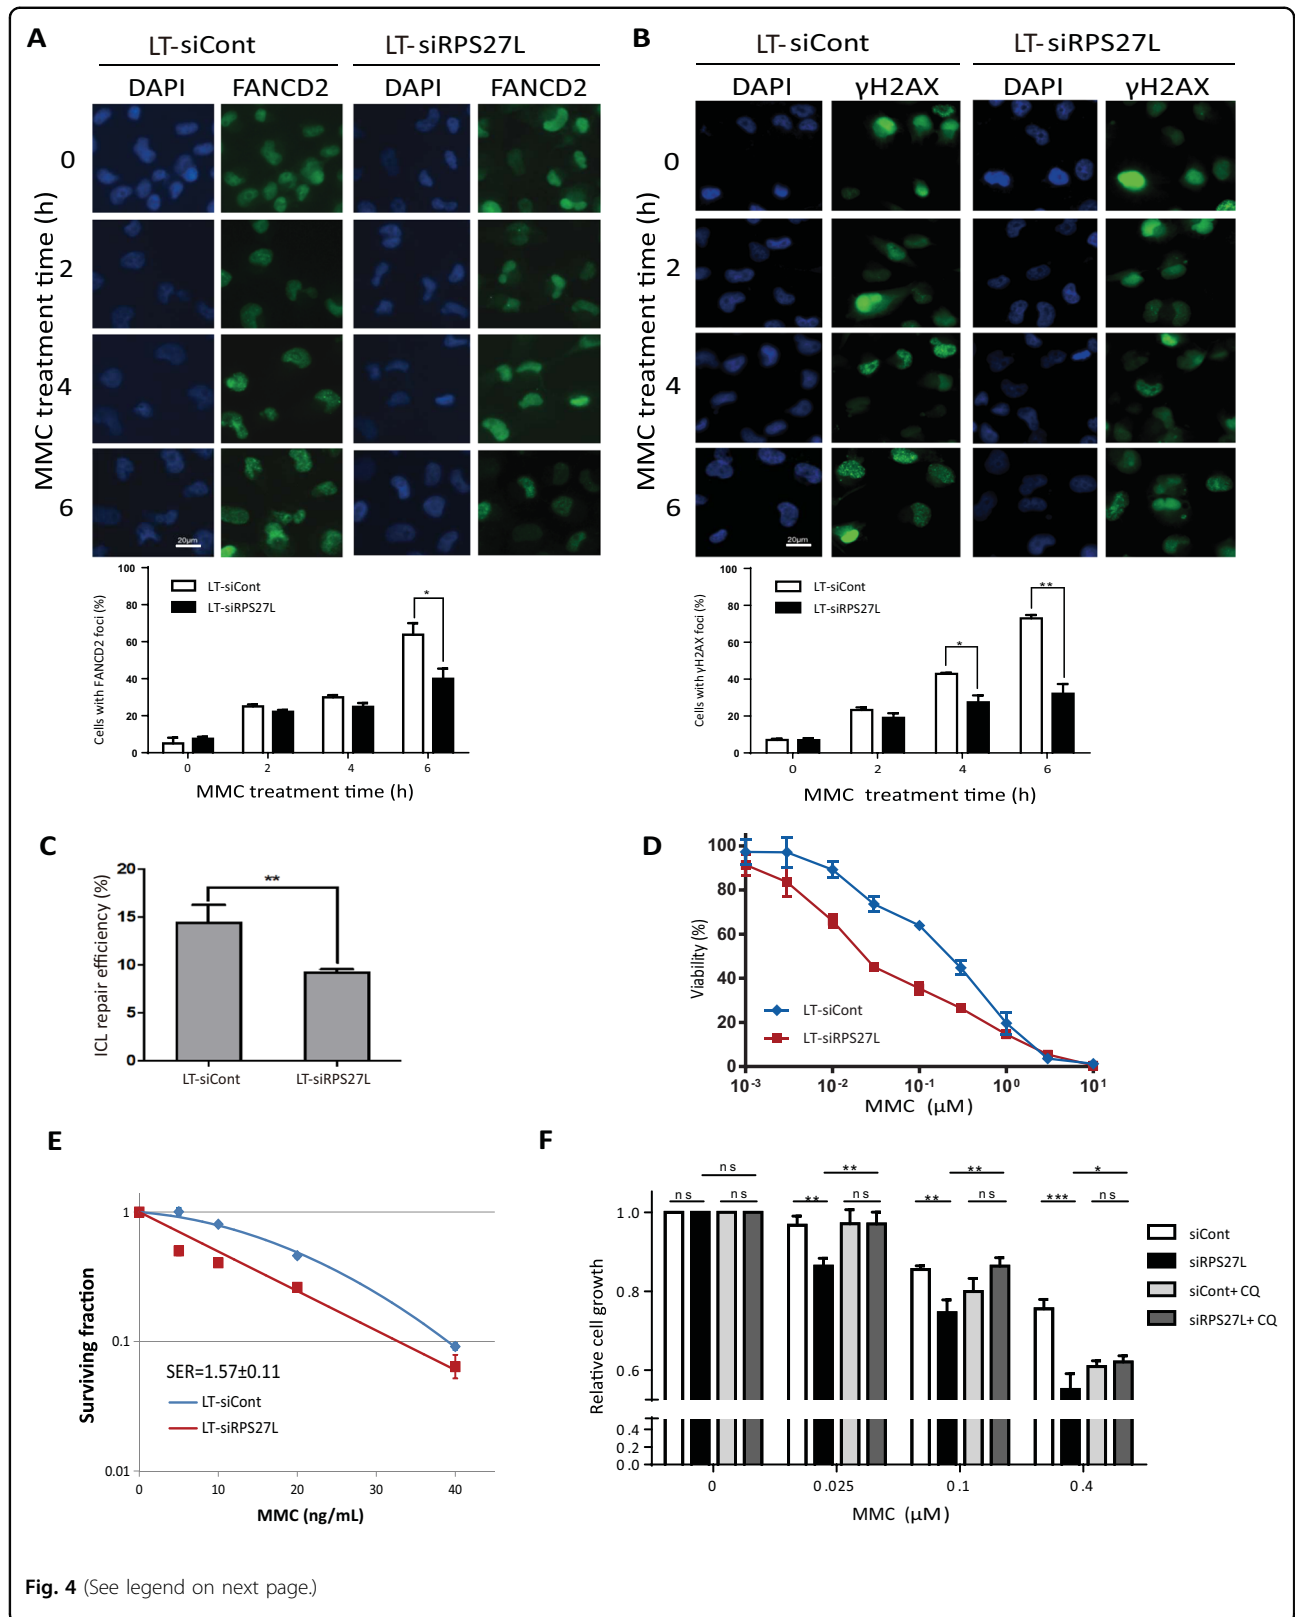 A
LT-siCont LT-siRPS27L
DAPI FANCD2 DAPI FANCD2
MMC treatment time (h)
0
2
4
6
20µm
Cells with FANCD2 foci (%)
100
80
60
40
20
0
LT-siCont
LT-siRPS27L
*
0 2 4 6
MMC treatment time (h)
B
LT-siCont LT-siRPS27L
DAPI γH2AX DAPI γH2AX
MMC treatment time (h)
0
2
4
6
20µm
Cells with γH2AX foci (%)
100
80
60
40
20
0
LT-siCont
LT-siRPS27L
*
**
0 2 4 6
MMC treatment time (h)
C
ICL repair efficiency (%)
20
15
10
5
0
**
LT-siCont LT-siRPS27L
D
Viability (%)
100
80
60
40
20
0
LT-siCont
LT-siRPS27L
10⁻³ 10⁻² 10⁻¹ 10⁰ 10¹
MMC (µM)
E
Surviving fraction
1
0.1
0.01
SER=1.57±0.11
LT-siCont
LT-siRPS27L
0 10 20 30 40
MMC (ng/mL)
F
Relative cell growth
1.0
0.8
0.6
0.4
0.2
0.0
ns ** ** *
ns ns ** ns ** ns *** ns
siCont
siRPS27L
siCont+ CQ
siRPS27L+ CQ
0 0.025 0.1 0.4
MMC (µM)
Fig. 4 (See legend on next page.)